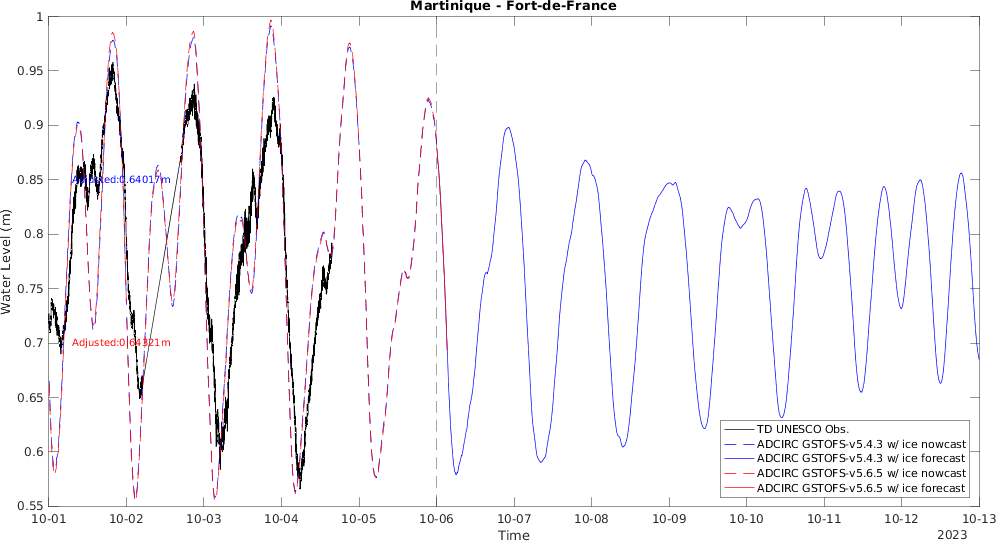 Martinique - Fort-de-France
Water Level (m)
1
0.95
0.9
0.85
0.8
0.75
0.7
0.65
0.6
0.55
Adjusted:0.64017m
Adjusted:0.64321m
TD UNESCO Obs.
ADCIRC GSTOFS-v5.4.3 w/ ice nowcast
ADCIRC GSTOFS-v5.4.3 w/ ice forecast
ADCIRC GSTOFS-v5.6.5 w/ ice nowcast
ADCIRC GSTOFS-v5.6.5 w/ ice forecast
10-01 10-02 10-03 10-04 10-05 10-06 10-07 10-08 10-09 10-10 10-11 10-12 10-13
Time
2023